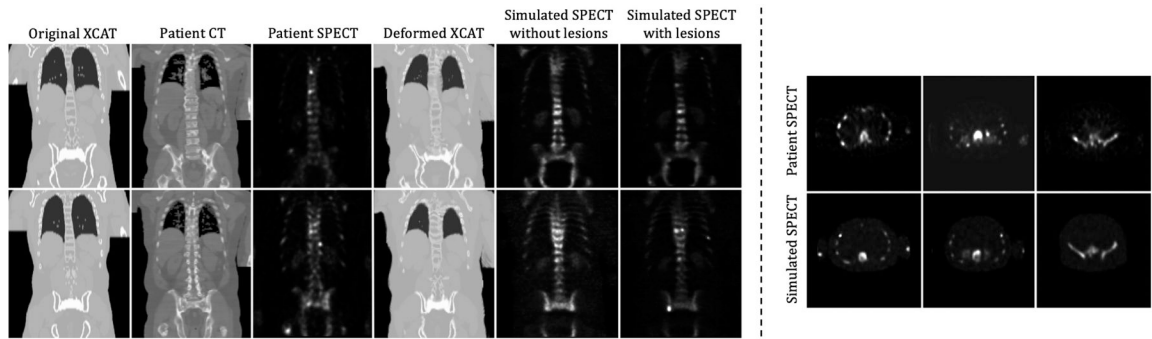 Original XCAT
Patient CT
Patient SPECT
Deformed XCAT
Simulated SPECT
without lesions
Simulated SPECT
with lesions
Patient SPECT
Simulated SPECT